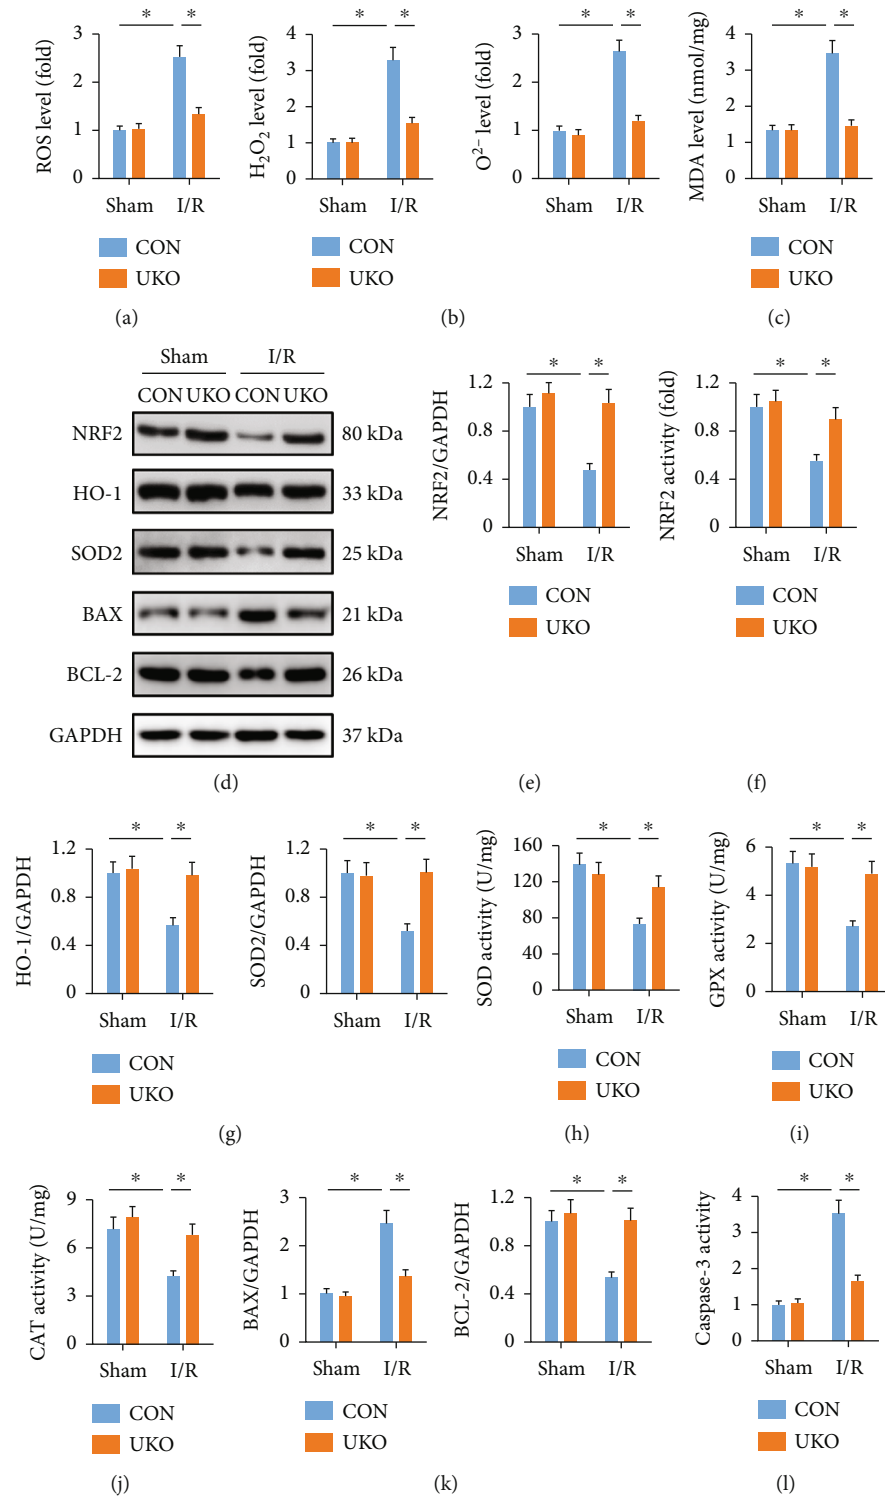 * *
ROS level (fold)
3
2
1
0
Sham I/R
CON
UKO
(a)
* *
H₂O₂ level (fold)
4
3
2
1
0
Sham I/R
CON
UKO
* *
O²⁻ level (fold)
3
2
1
0
Sham I/R
CON
UKO
(b)
* *
MDA level (nmol/mg)
4
3
2
1
0
Sham I/R
CON
UKO
(c)
Sham I/R
CON UKO CON UKO
NRF2 80 kDa
HO-1 33 kDa
SOD2 25 kDa
BAX 21 kDa
BCL-2 26 kDa
GAPDH 37 kDa
(d)
* *
NRF2/GAPDH
1.2
0.8
0.4
0
Sham I/R
CON
UKO
(e)
* *
NRF2 activity (fold)
1.2
0.8
0.4
0
Sham I/R
CON
UKO
(f)
* *
HO-1/GAPDH
1.2
0.8
0.4
0
Sham I/R
CON
UKO
* *
SOD2/GAPDH
1.2
0.8
0.4
0
Sham I/R
(g)
* *
SOD activity (U/mg)
160
120
80
40
0
Sham I/R
CON
UKO
(h)
* *
GPX activity (U/mg)
6
4
2
0
Sham I/R
CON
UKO
(i)
* *
CAT activity (U/mg)
9
6
3
0
Sham I/R
CON
UKO
(j)
* *
BAX/GAPDH
3
2
1
0
Sham I/R
CON
UKO
* *
BCL-2/GAPDH
1.2
0.8
0.4
0
Sham I/R
(k)
* *
Caspase-3 activity
4
3
2
1
0
Sham I/R
CON
UKO
(l)